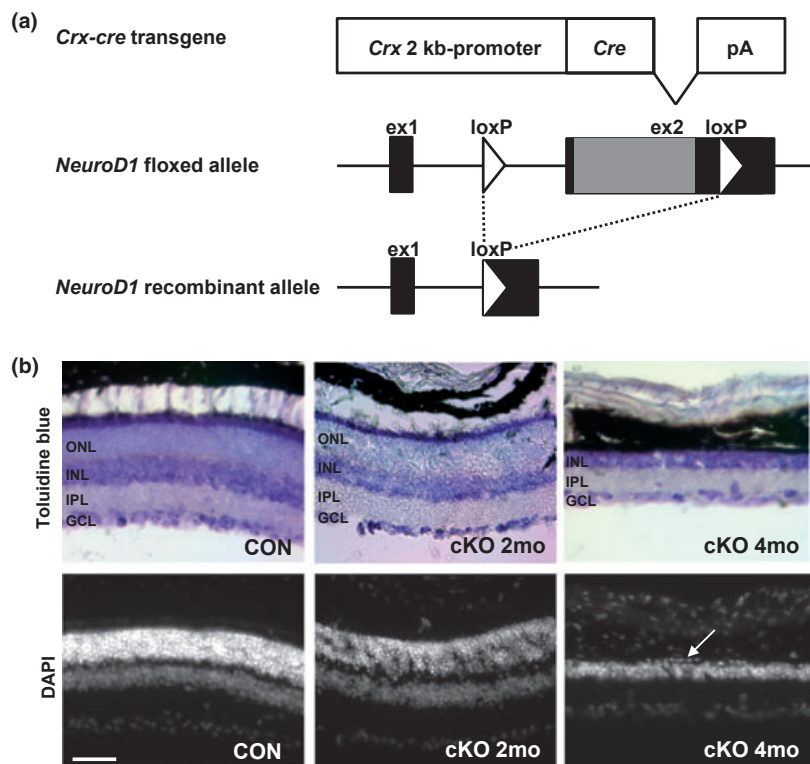 (a)
Crx-cre transgene
Crx 2 kb-promoter Cre pA
ex1 loxP ex2 loxP
NeuroD1 floxed allele
ex1 loxP
NeuroD1 recombinant allele
(b)
Toluidine blue
ONL
INL
IPL
GCL
CON
ONL
INL
IPL
GCL
cKO 2mo
INL
IPL
GCL
cKO 4mo
DAPI
CON
cKO 2mo
cKO 4mo